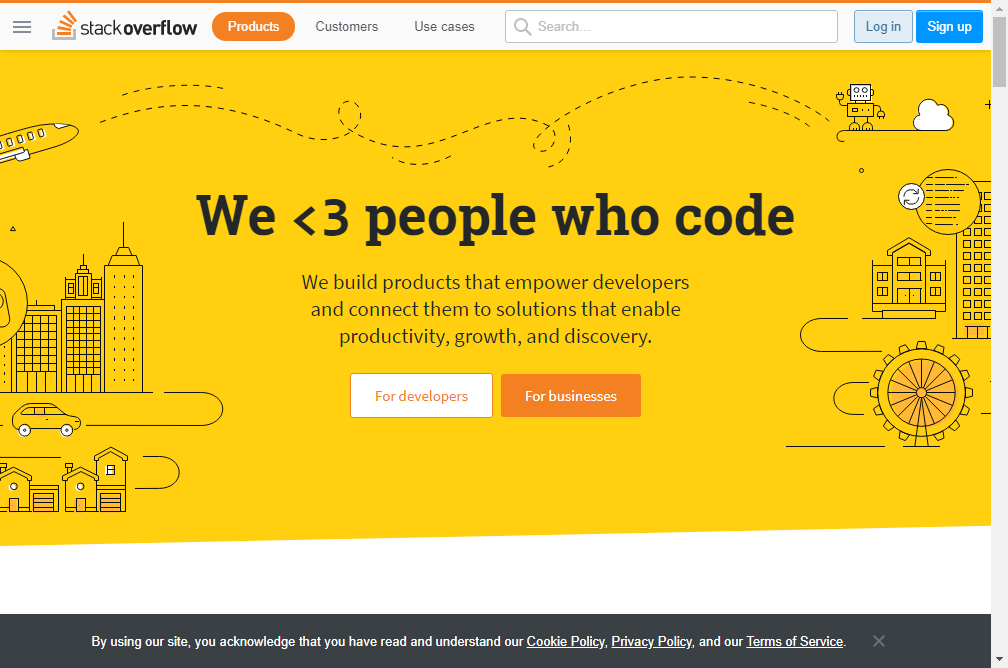 stackoverflow Products Customers Use cases Search... Log in Sign up
We <3 people who code
We build products that empower developers
and connect them to solutions that enable
productivity, growth, and discovery.
For developers For businesses
By using our site, you acknowledge that you have read and understand our Cookie Policy, Privacy Policy, and our Terms of Service.